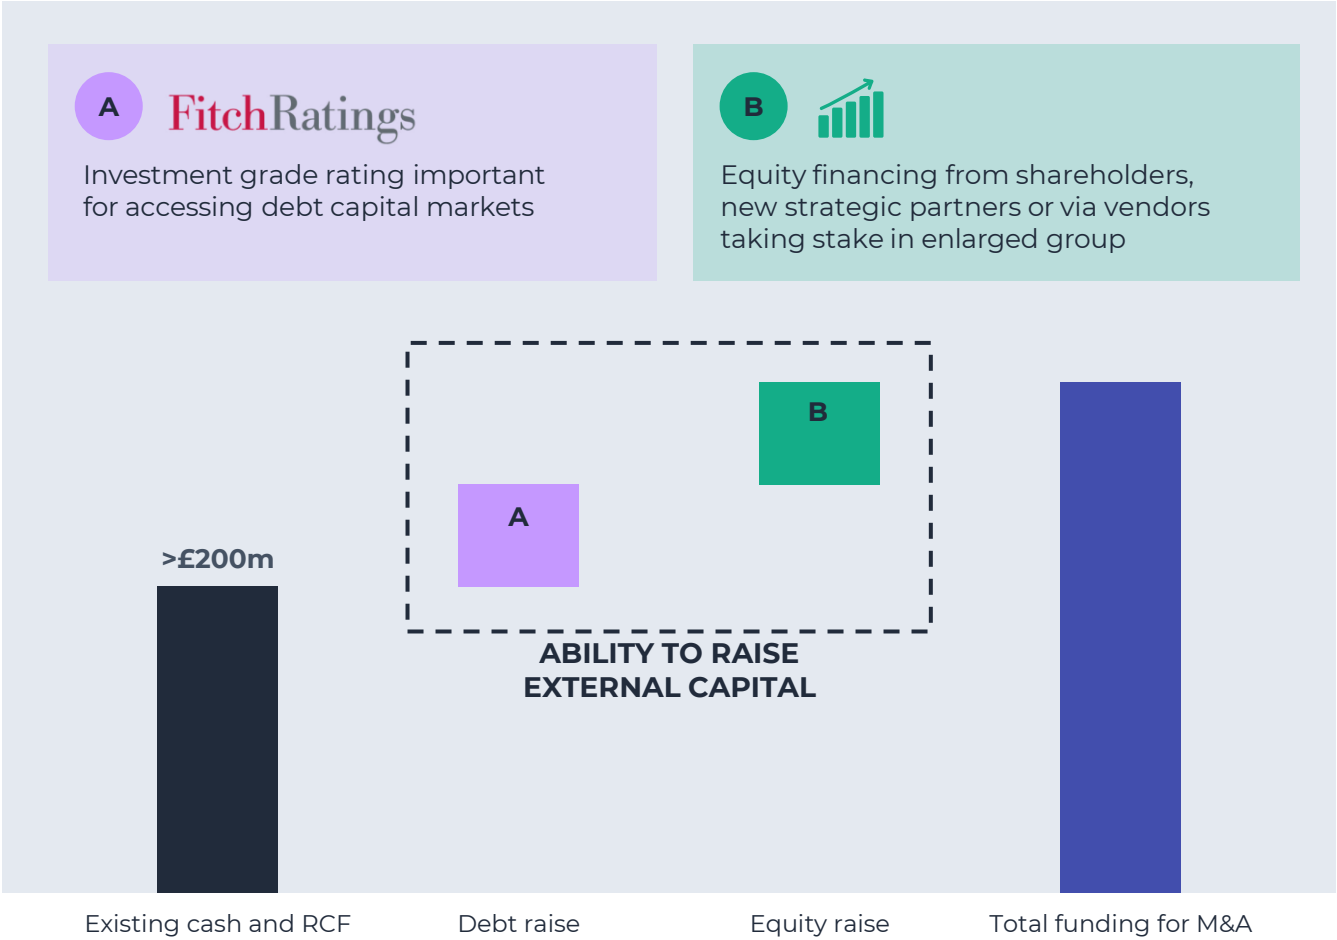 A
FitchRatings
Investment grade rating important
for accessing debt capital markets
B
Equity financing from shareholders,
new strategic partners or via vendors
taking stake in enlarged group
B
A
>£200m
ABILITY TO RAISE
EXTERNAL CAPITAL
Existing cash and RCF
Debt raise
Equity raise
Total funding for M&A